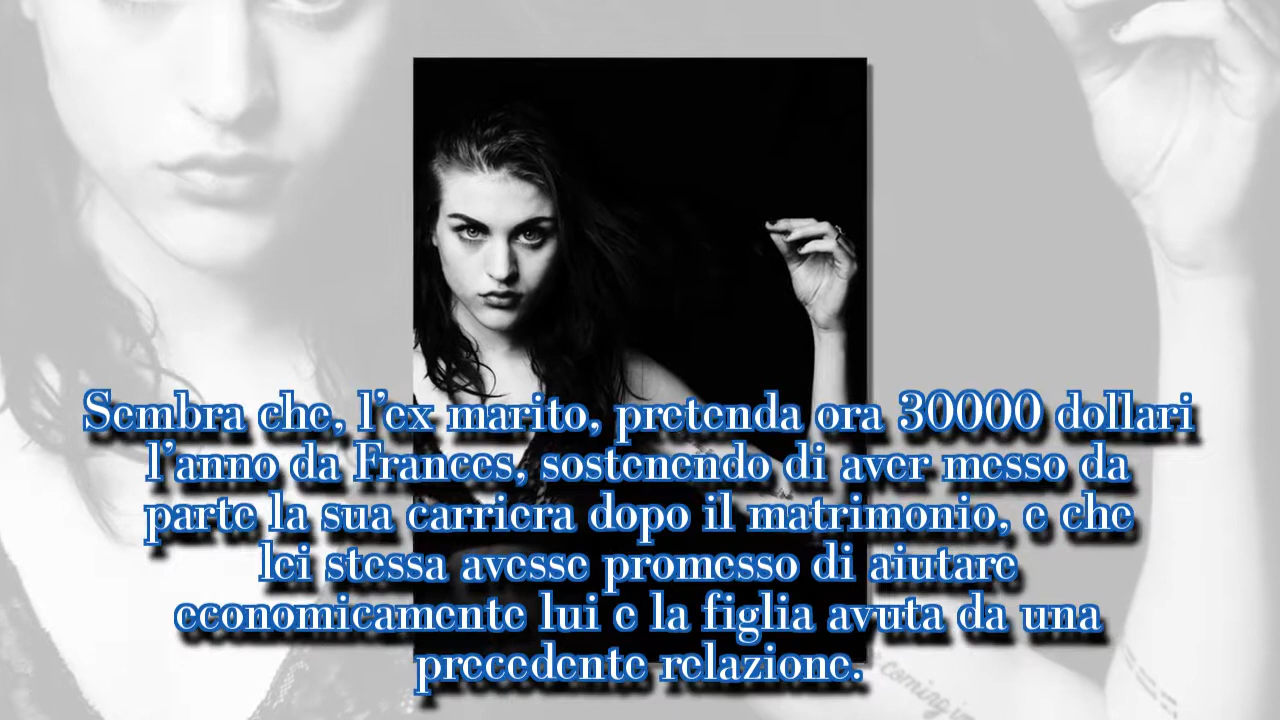 Sembra che, l'ex marito, pretenda ora 30000 dollari
l'anno da Frances, sostenendo di aver messo da
parte la sua carriera dopo il matrimonio, e che
lei stessa avesse promesso di aiutare
economicamente lui e la figlia avuta da una
precedente relazione.
coming